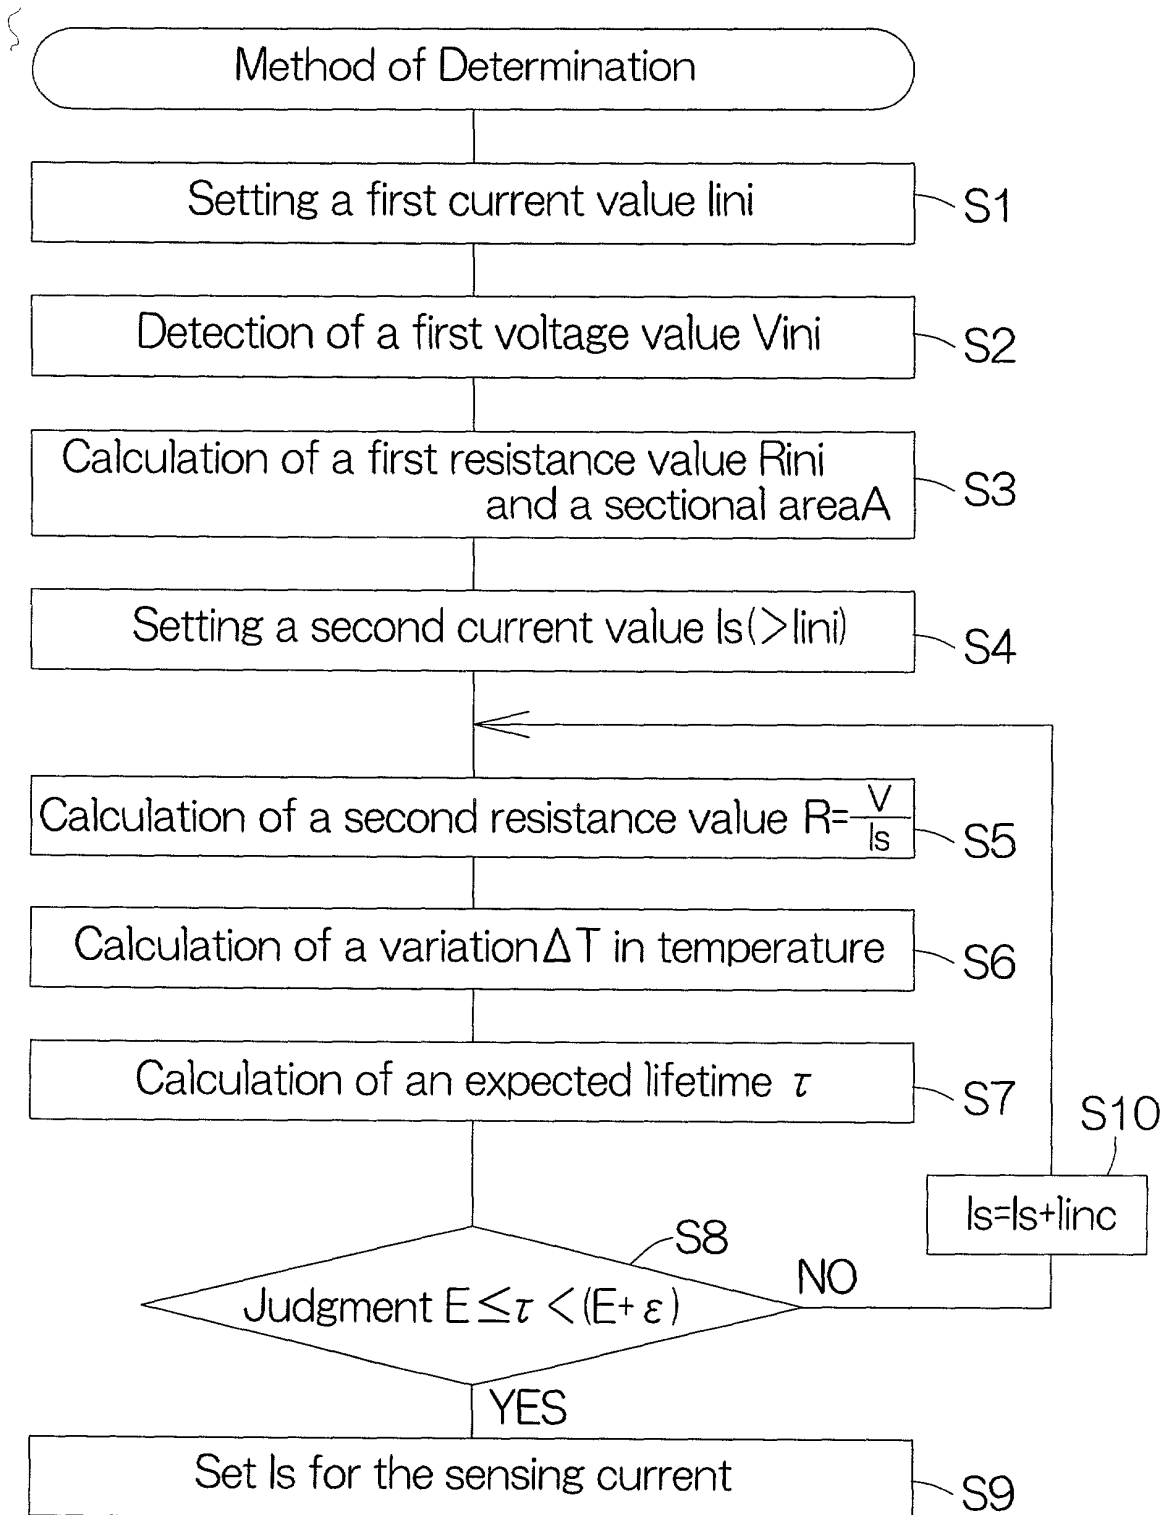 Method of Determination
Setting a first current value Iini
S1
Detection of a first voltage value Vini
S2
Calculation of a first resistance value Rini
and a sectional areaA
S3
Setting a second current value Is(>Iini)
S4
Calculation of a second resistance value R=V/Is
S5
Calculation of a variationΔT in temperature
S6
Calculation of an expected lifetime τ
S7
S10
Is=Is+Iinc
S8
Judgment E≤τ<(E+ε)
NO
YES
Set Is for the sensing current
S9